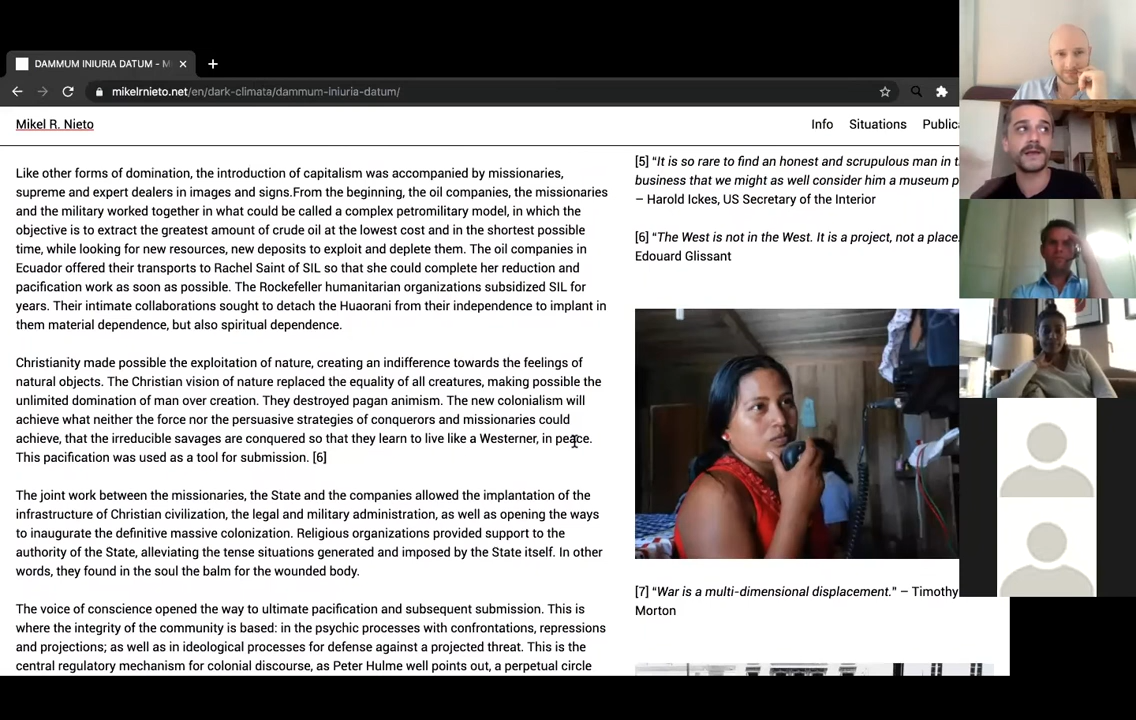 DAMMUM INIURIA DATUM - M
mikelrnieto.net/en/dark-climata/dammum-iniuria-datum/
Mikel R. Nieto
Info Situations Publica
Like other forms of domination, the introduction of capitalism was accompanied by missionaries,
supreme and expert dealers in images and signs.From the beginning, the oil companies, the missionaries
and the military worked together in what could be called a complex petromilitary model, in which the
objective is to extract the greatest amount of crude oil at the lowest cost and in the shortest possible
time, while looking for new resources, new deposits to exploit and deplete them. The oil companies in
Ecuador offered their transports to Rachel Saint of SIL so that she could complete her reduction and
pacification work as soon as possible. The Rockefeller humanitarian organizations subsidized SIL for
years. Their intimate collaborations sought to detach the Huaorani from their independence to implant in
them material dependence, but also spiritual dependence.
Christianity made possible the exploitation of nature, creating an indifference towards the feelings of
natural objects. The Christian vision of nature replaced the equality of all creatures, making possible the
unlimited domination of man over creation. They destroyed pagan animism. The new colonialism will
achieve what neither the force nor the persuasive strategies of conquerors and missionaries could
achieve, that the irreducible savages are conquered so that they learn to live like a Westerner, in peace.
This pacification was used as a tool for submission. [6]
The joint work between the missionaries, the State and the companies allowed the implantation of the
infrastructure of Christian civilization, the legal and military administration, as well as opening the ways
to inaugurate the definitive massive colonization. Religious organizations provided support to the
authority of the State, alleviating the tense situations generated and imposed by the State itself. In other
words, they found in the soul the balm for the wounded body.
The voice of conscience opened the way to ultimate pacification and subsequent submission. This is
where the integrity of the community is based: in the psychic processes with confrontations, repressions
and projections; as well as in ideological processes for defense against a projected threat. This is the
central regulatory mechanism for colonial discourse, as Peter Hulme well points out, a perpetual circle
[5] “It is so rare to find an honest and scrupulous man in t
business that we might as well consider him a museum p
– Harold Ickes, US Secretary of the Interior
[6] “The West is not in the West. It is a project, not a place.
Edouard Glissant
[7] “War is a multi-dimensional displacement.” – Timothy
Morton